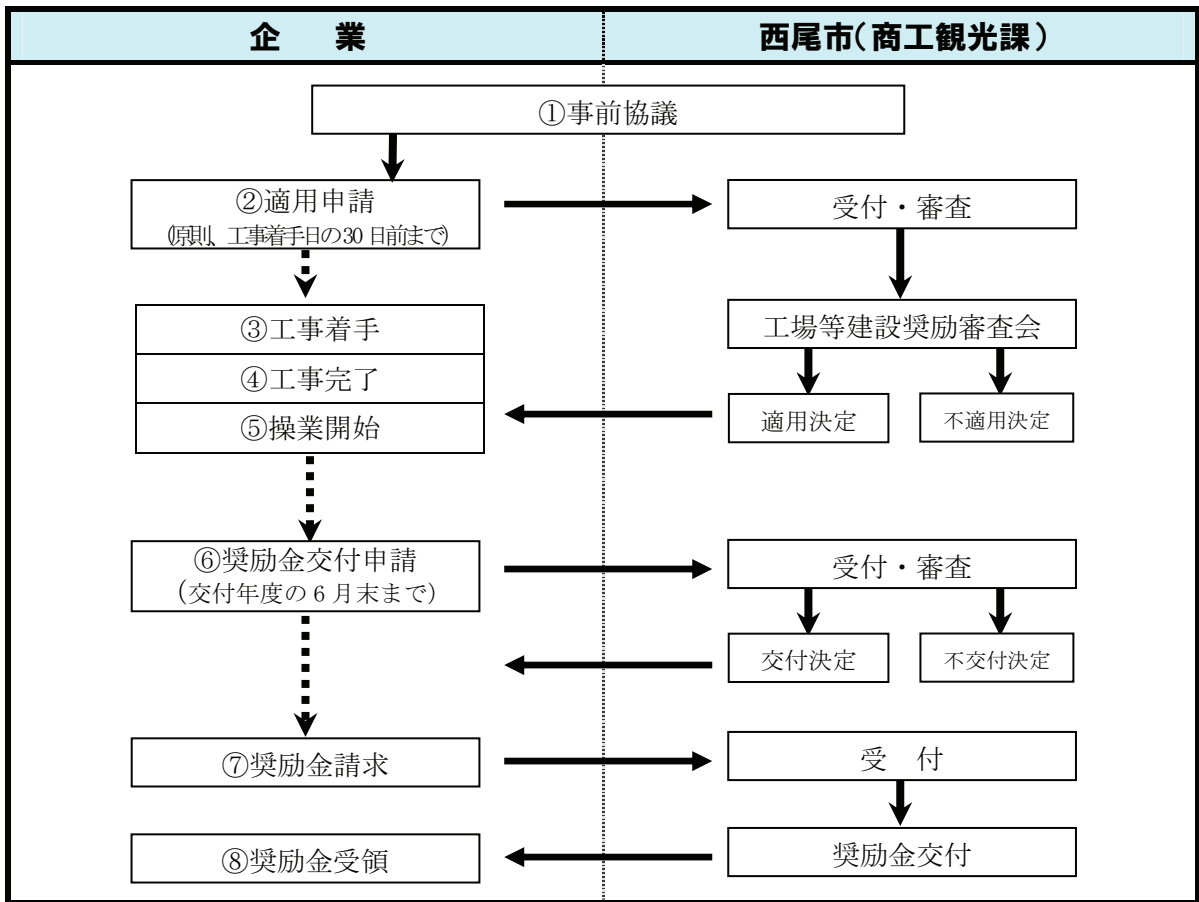 企　業
西尾市(商工観光課)
①事前協議
②適用申請
(原則、工事着手日の30日前まで)
受付・審査
③工事着手
工場等建設奨励審査会
④工事完了
⑤操業開始
適用決定
不適用決定
⑥奨励金交付申請
(交付年度の6月末まで)
受付・審査
交付決定
不交付決定
⑦奨励金請求
受　付
⑧奨励金受領
奨励金交付